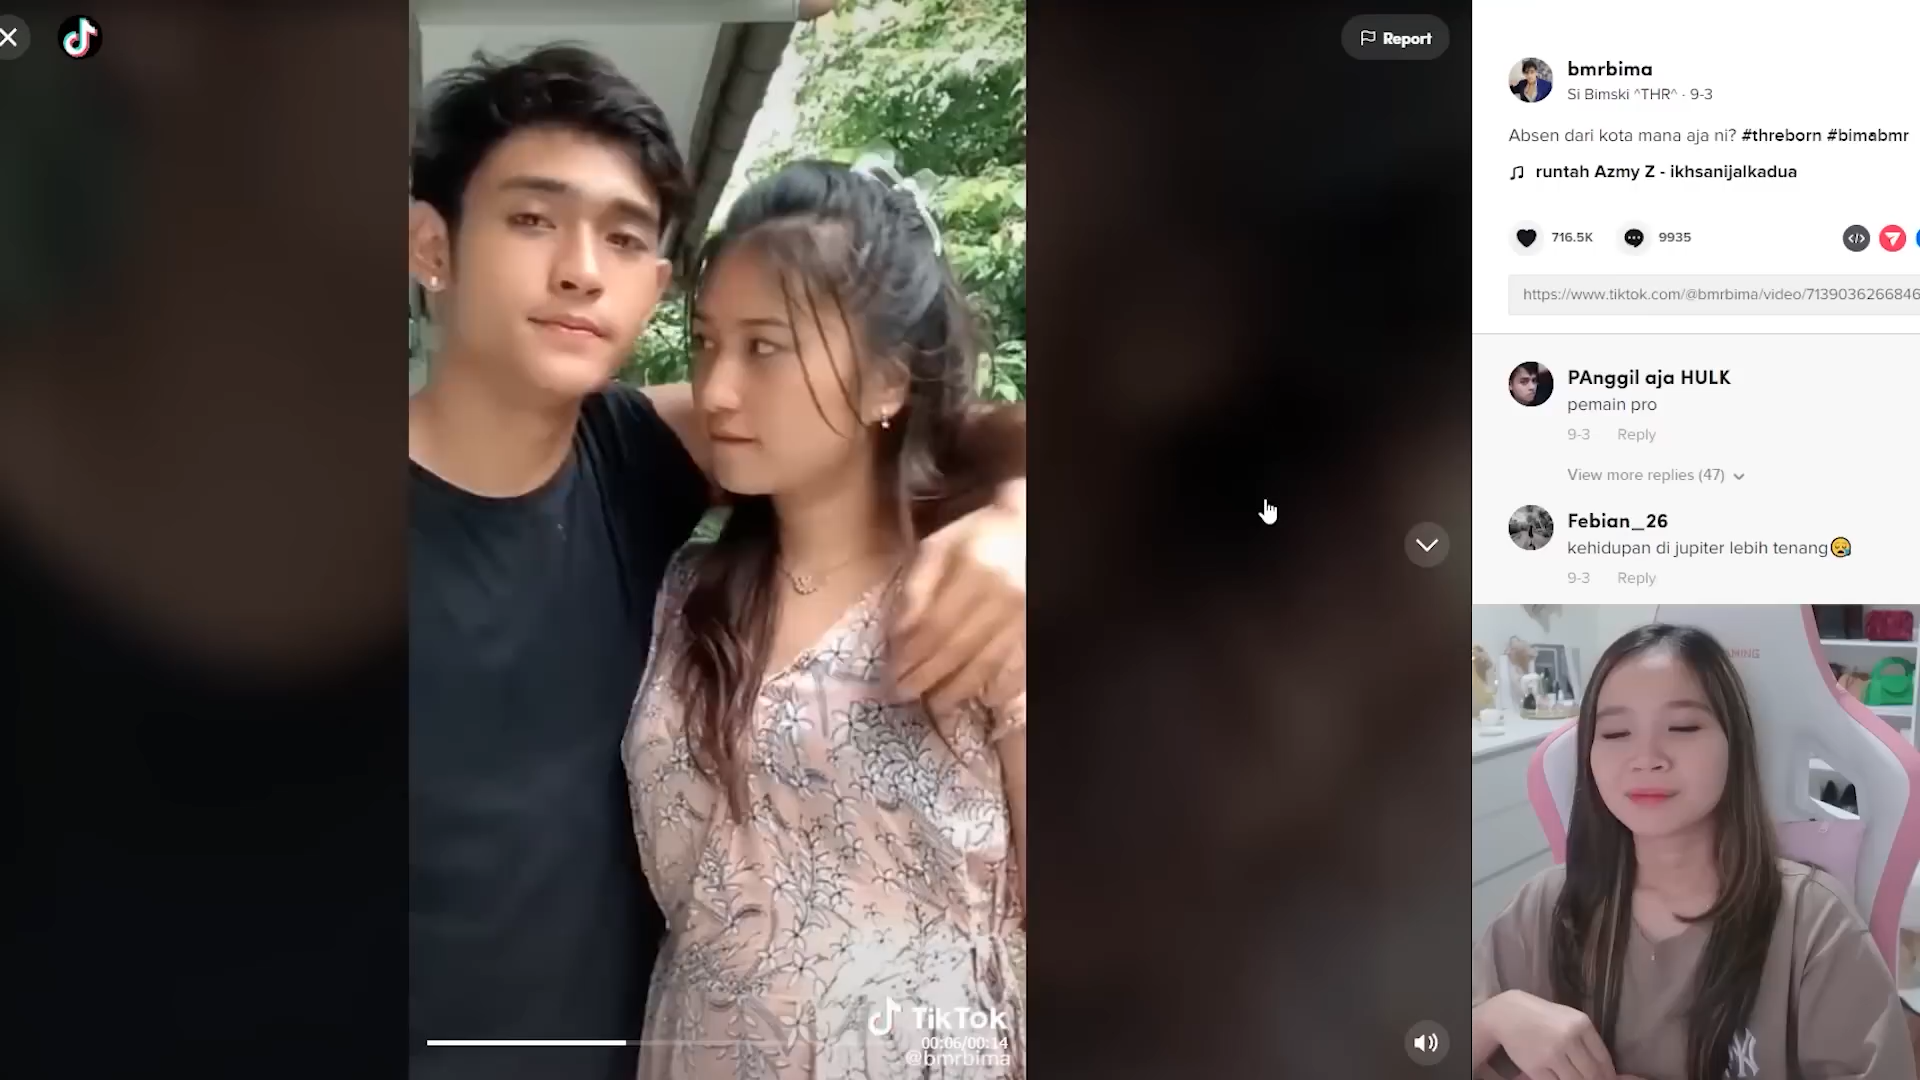 Report
bmrbima
Si Bimski ^THR^ · 9-3
Absen dari kota mana aja ni? #threborn #bimabmr
runtah Azmy Z - ikhsanijalkadua
716.5K
9935
https://www.tiktok.com/@bmrbima/video/7139036266846
PAnggil aja HULK
pemain pro
9-3 Reply
View more replies (47)
Febian_26
kehidupan di jupiter lebih tenang😪
9-3 Reply
TikTok
00:06/00:14
@bmrbima